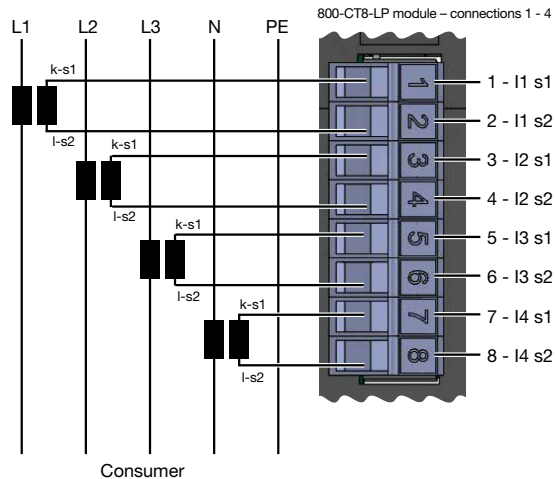 800-CT8-LP module – connections 1 - 4
L1 L2 L3 N PE
k-s1
l-s2
k-s1
l-s2
k-s1
l-s2
k-s1
l-s2
1
2
3
4
5
6
7
8
1 - I1 s1
2 - I1 s2
3 - I2 s1
4 - I2 s2
5 - I3 s1
6 - I3 s2
7 - I4 s1
8 - I4 s2
Consumer